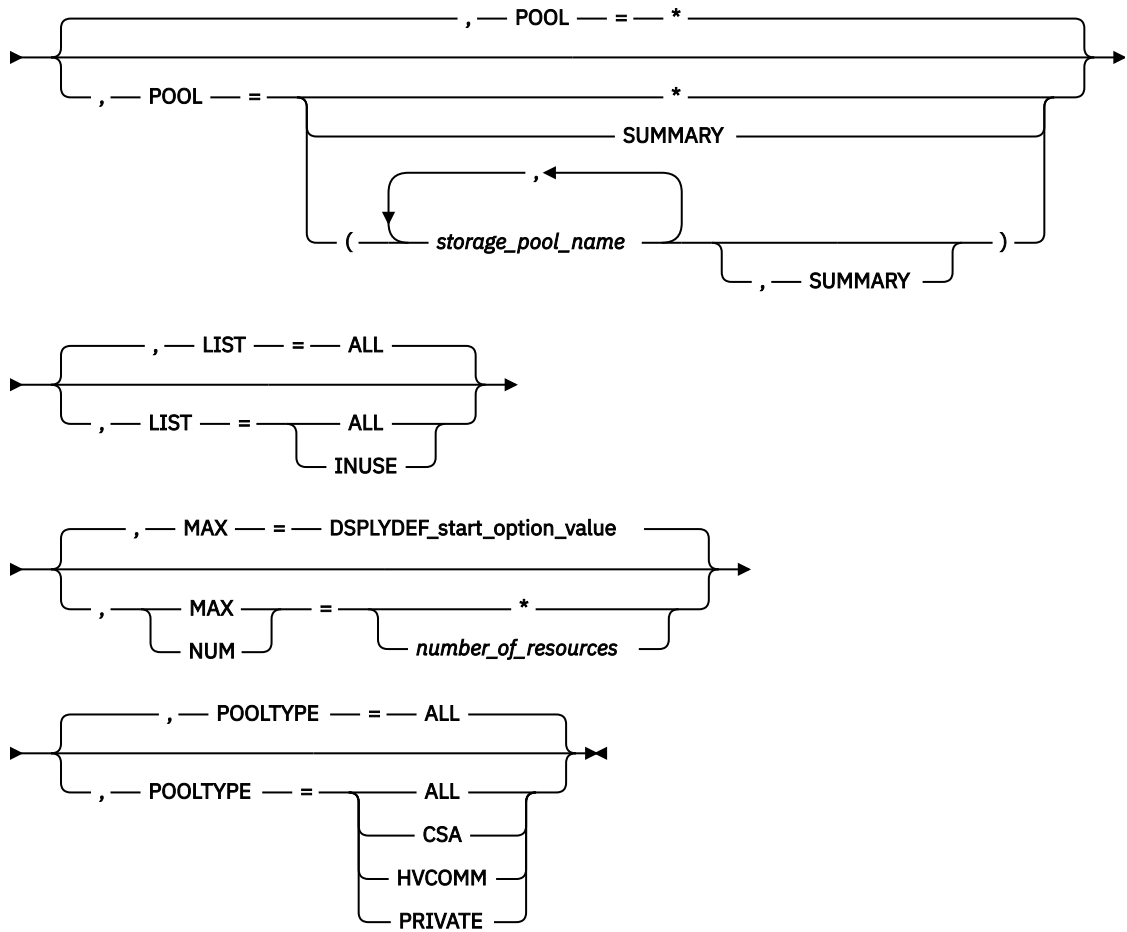 , POOL = *
, POOL = *
SUMMARY
,
( storage_pool_name )
, SUMMARY
, LIST = ALL
, LIST = ALL
INUSE
, MAX = DSPLYDEF_start_option_value
, MAX = *
NUM number_of_resources
, POOLTYPE = ALL
, POOLTYPE = ALL
CSA
HVCOMM
PRIVATE